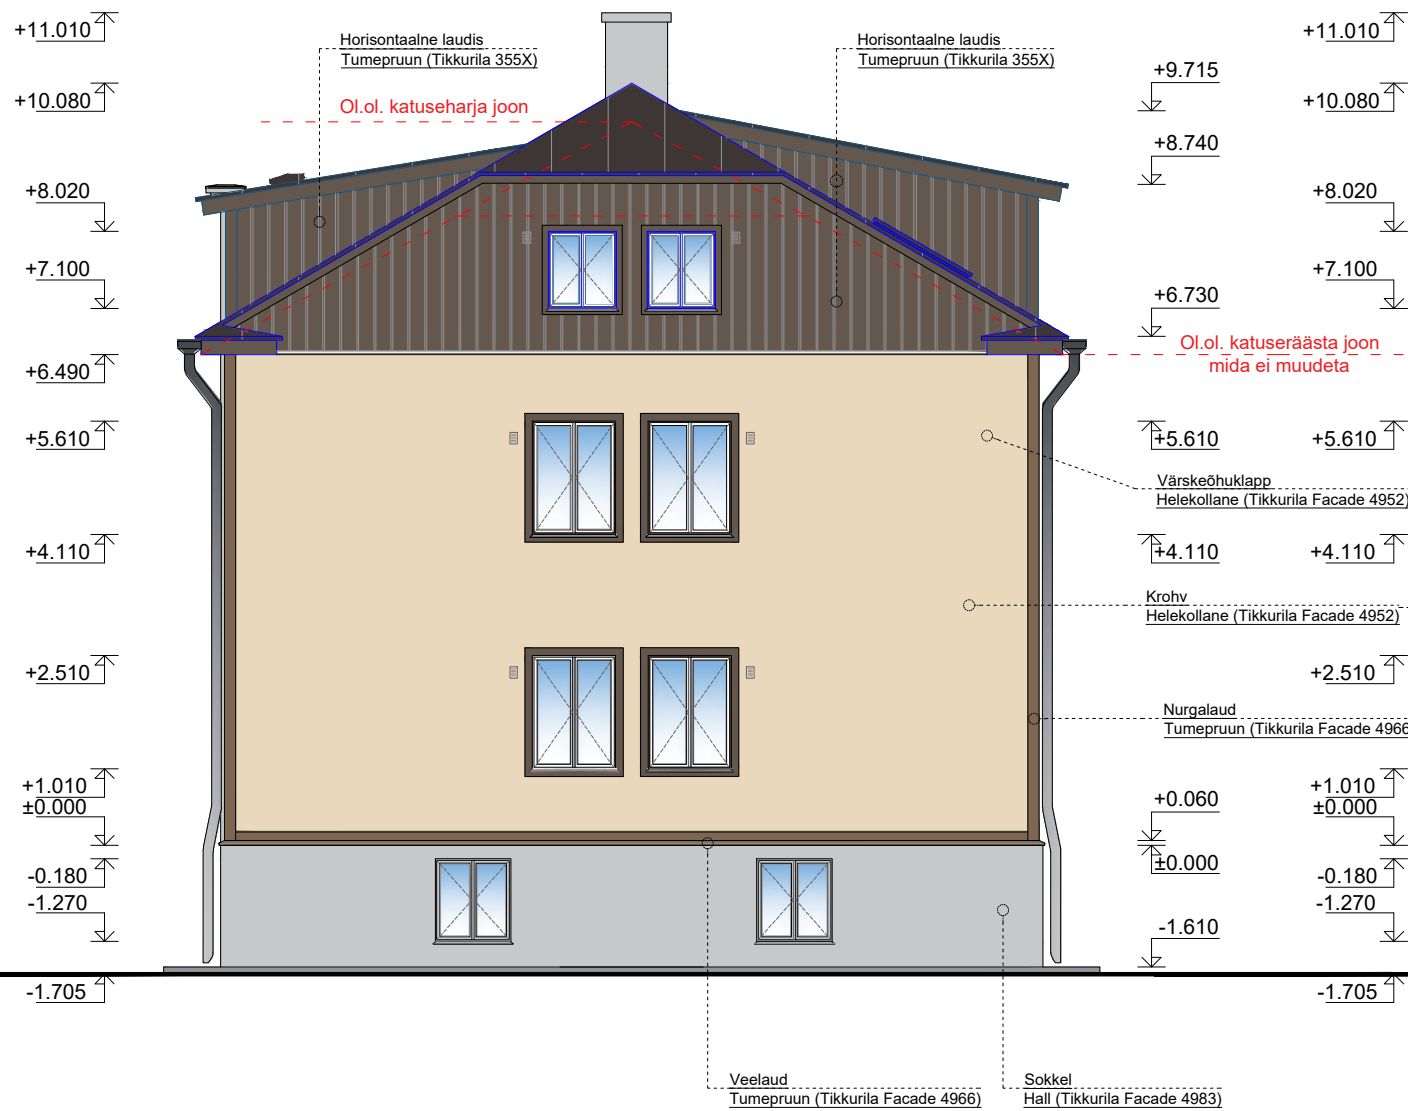 +11.010
+10.080
+8.020
+7.100
+6.490
+5.610
+4.110
+2.510
+1.010
±0.000
-0.180
-1.270
-1.705
Horisontaalne laudis
Tumepruun (Tikkurila 355X)
Ol.ol. katuseharja joon
Horisontaalne laudis
Tumepruun (Tikkurila 355X)
+9.715
+8.740
+6.730
Ol.ol. katuseräästa joon
mida ei muudeta
+5.610
Värskeõhuklapp
Helekollane (Tikkurila Facade 4952)
+4.110
Krohv
Helekollane (Tikkurila Facade 4952)
Nurgalaud
Tumepruun (Tikkurila Facade 4966
+0.060
±0.000
-1.610
+11.010
+10.080
+8.020
+7.100
+5.610
+4.110
+2.510
+1.010
±0.000
-0.180
-1.270
-1.705
Veelaud
Tumepruun (Tikkurila Facade 4966)
Sokkel
Hall (Tikkurila Facade 4983)